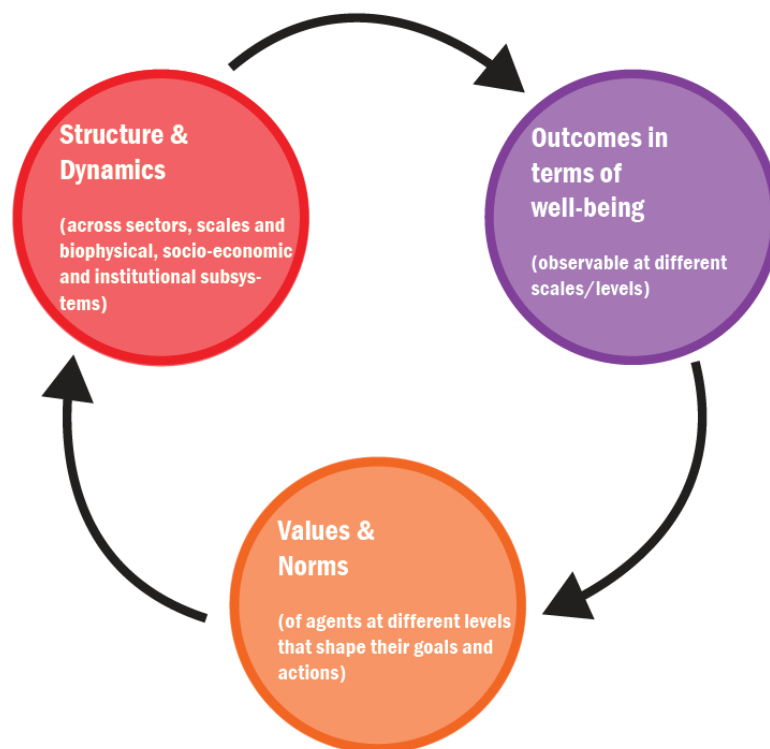 Structure &
Dynamics
(across sectors, scales and
biophysical, socio-economic
and institutional subsys-
tems)
Outcomes in
terms of
well-being
(observable at different
scales/levels)
Values &
Norms
(of agents at different levels
that shape their goals and
actions)